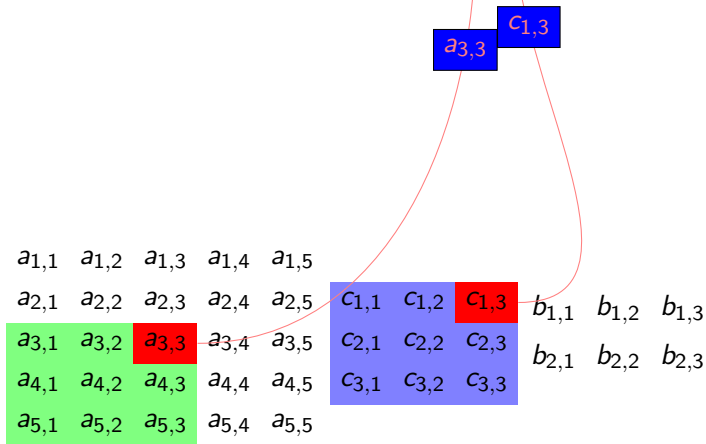 c1,3
a3,3
a1,1 a1,2 a1,3 a1,4 a1,5
a2,1 a2,2 a2,3 a2,4 a2,5
a3,1 a3,2 a3,3 a3,4 a3,5
a4,1 a4,2 a4,3 a4,4 a4,5
a5,1 a5,2 a5,3 a5,4 a5,5
c1,1 c1,2 c1,3
c2,1 c2,2 c2,3
c3,1 c3,2 c3,3
b1,1 b1,2 b1,3
b2,1 b2,2 b2,3